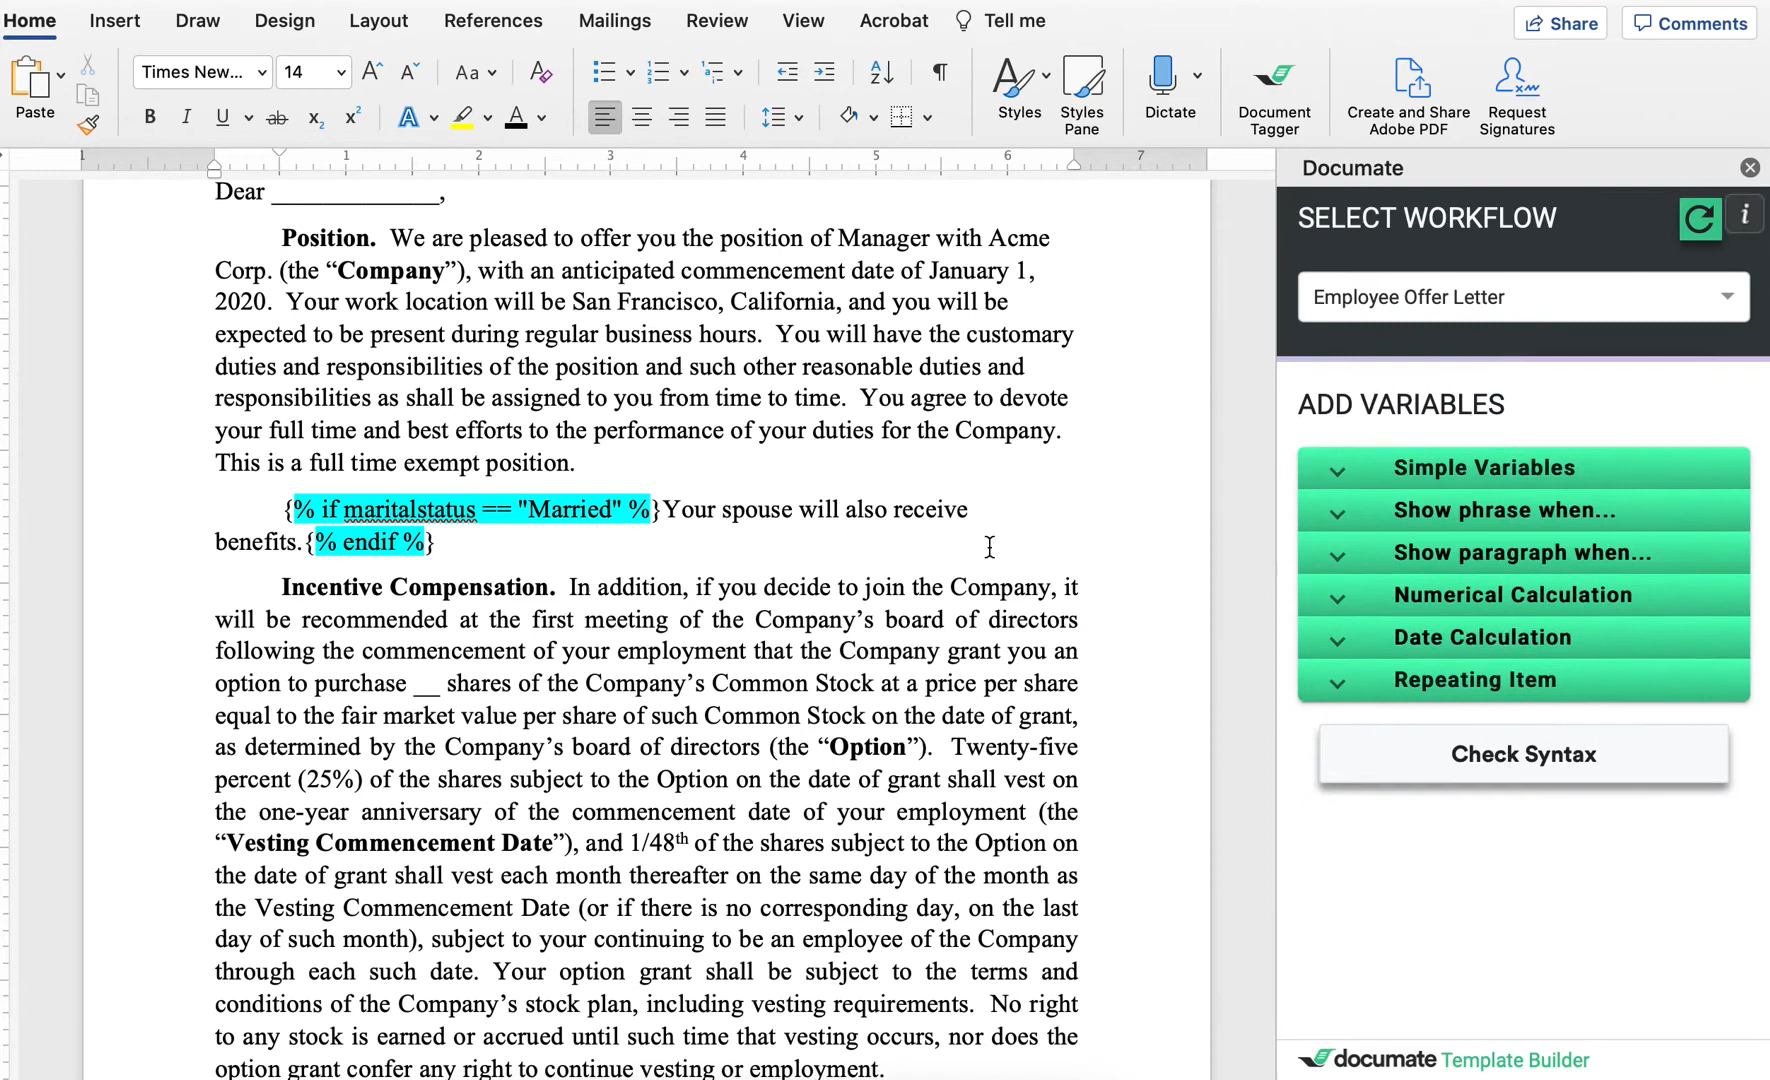 Home Insert Draw Design Layout References Mailings Review View Acrobat Tell me Share Comments
Times New... 14 Aa
Paste B I U ab x2 x2 A A
Styles Styles Pane Dictate Document Tagger Create and Share Adobe PDF Request Signatures
1 1 2 3 4 5 6 7
Dear _____________,
Position. We are pleased to offer you the position of Manager with Acme
Corp. (the “Company”), with an anticipated commencement date of January 1,
2020. Your work location will be San Francisco, California, and you will be
expected to be present during regular business hours. You will have the customary
duties and responsibilities of the position and such other reasonable duties and
responsibilities as shall be assigned to you from time to time. You agree to devote
your full time and best efforts to the performance of your duties for the Company.
This is a full time exempt position.
{% if maritalstatus == "Married" %}Your spouse will also receive
benefits.{% endif %}
Incentive Compensation. In addition, if you decide to join the Company, it
will be recommended at the first meeting of the Company’s board of directors
following the commencement of your employment that the Company grant you an
option to purchase __ shares of the Company’s Common Stock at a price per share
equal to the fair market value per share of such Common Stock on the date of grant,
as determined by the Company’s board of directors (the “Option”). Twenty-five
percent (25%) of the shares subject to the Option on the date of grant shall vest on
the one-year anniversary of the commencement date of your employment (the
“Vesting Commencement Date”), and 1/48th of the shares subject to the Option on
the date of grant shall vest each month thereafter on the same day of the month as
the Vesting Commencement Date (or if there is no corresponding day, on the last
day of such month), subject to your continuing to be an employee of the Company
through each such date. Your option grant shall be subject to the terms and
conditions of the Company’s stock plan, including vesting requirements. No right
to any stock is earned or accrued until such time that vesting occurs, nor does the
option grant confer any right to continue vesting or employment.
Documate
SELECT WORKFLOW
i
Employee Offer Letter
ADD VARIABLES
Simple Variables
Show phrase when...
Show paragraph when...
Numerical Calculation
Date Calculation
Repeating Item
Check Syntax
documate Template Builder